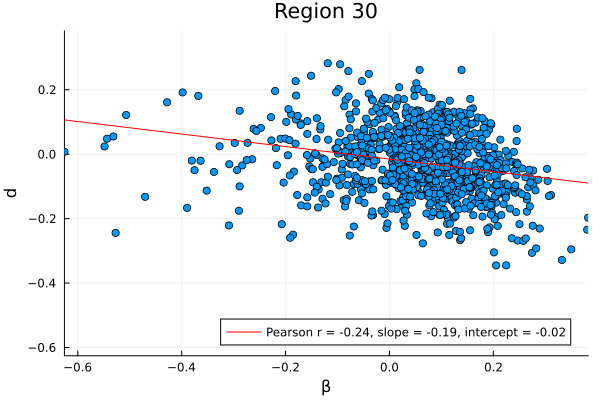 Region 30
d
0.2
0.0
−0.2
−0.4
−0.6
Pearson r = -0.24, slope = -0.19, intercept = -0.02
−0.6 −0.4 −0.2 0.0 0.2
β